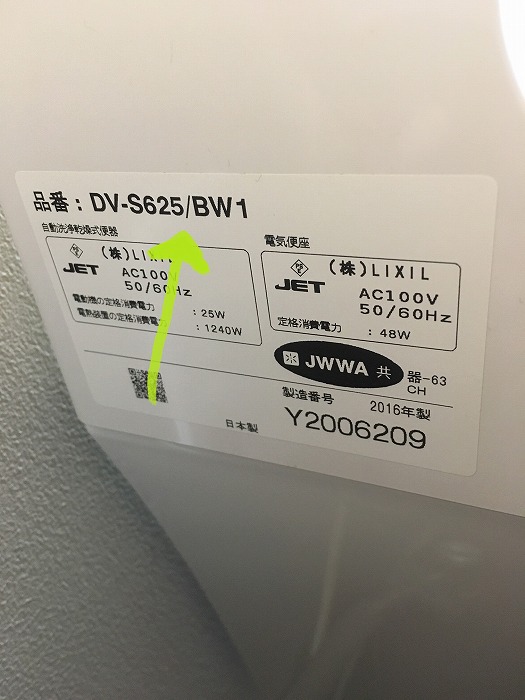 品番：DV-S625/BW1
自動洗浄乾燥式便器
PSE
JET
(株)LIXIL
AC100V
50/60Hz
電動機の定格消費電力 : 25W
電熱装置の定格消費電力 : 1240W
電気便座
PSE
JET
(株)LIXIL
AC100V
50/60Hz
定格消費電力 : 48W
JWWA 共
器-63
CH
製造番号 2016年製
日本製 Y2006209